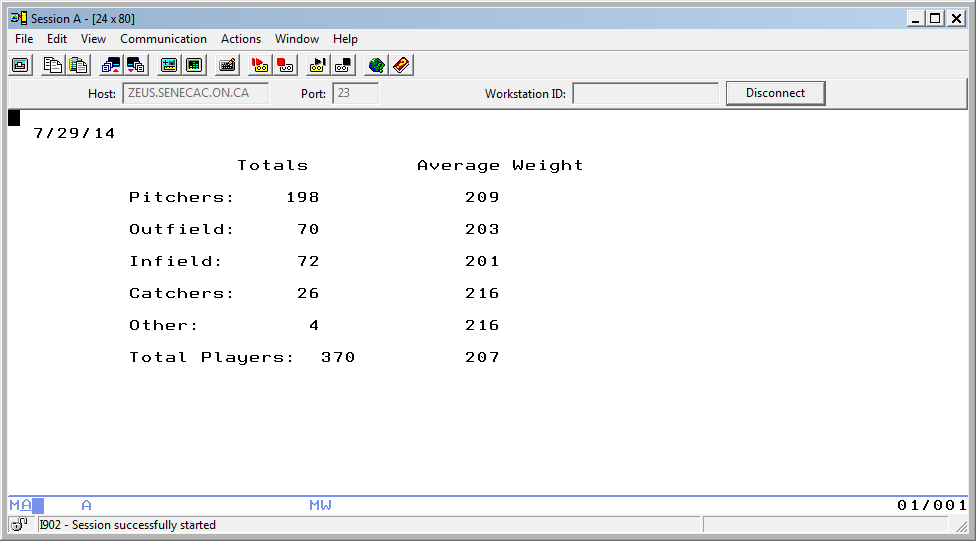 Session A - [24 x 80]
File Edit View Communication Actions Window Help
Host: ZEUS.SENECAC.ON.CA Port: 23 Workstation ID: Disconnect
7/29/14
Totals Average Weight
Pitchers: 198 209
Outfield: 70 203
Infield: 72 201
Catchers: 26 216
Other: 4 216
Total Players: 370 207
MA A MW 01/001
I902 - Session successfully started